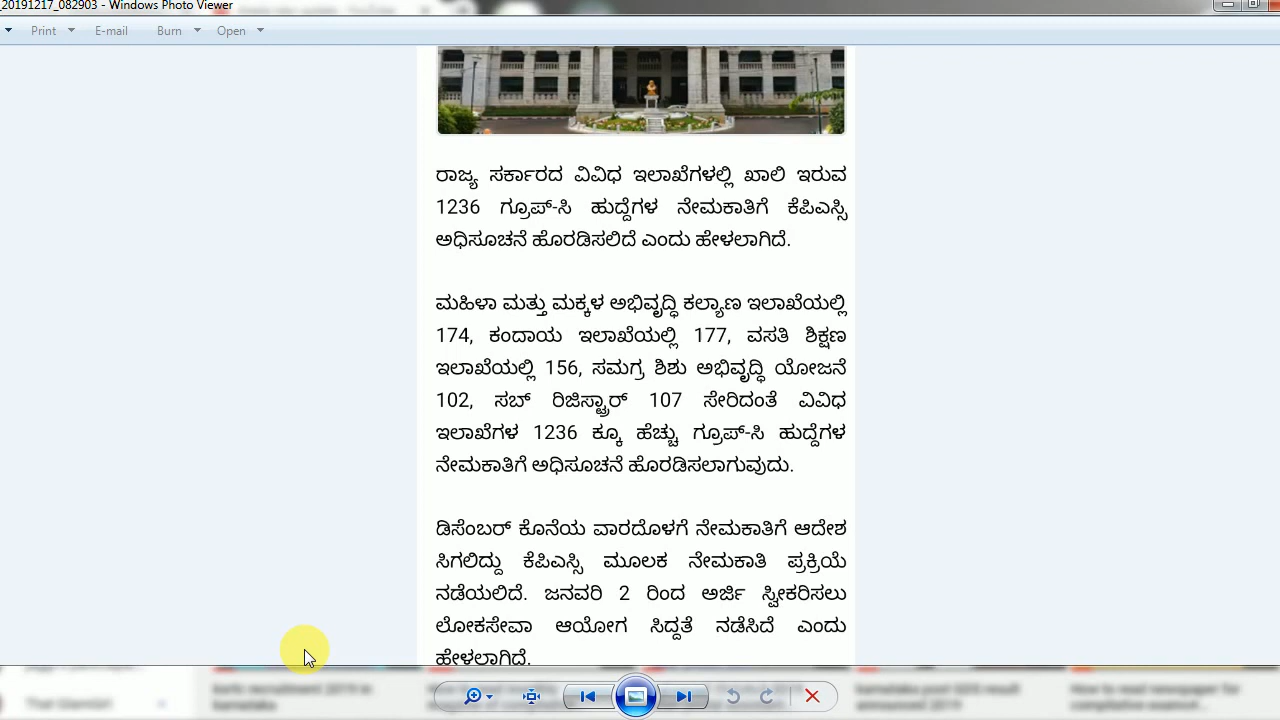 _20191217_082903 - Windows Photo Viewer
Print E-mail Burn Open
ರಾಜ್ಯ ಸರ್ಕಾರದ ವಿವಿಧ ಇಲಾಖೆಗಳಲ್ಲಿ ಖಾಲಿ ಇರುವ
1236 ಗ್ರೂಪ್-ಸಿ ಹುದ್ದೆಗಳ ನೇಮಕಾತಿಗೆ ಕೆಪಿಎಸ್ಸಿ
ಅಧಿಸೂಚನೆ ಹೊರಡಿಸಲಿದೆ ಎಂದು ಹೇಳಲಾಗಿದೆ.
ಮಹಿಳಾ ಮತ್ತು ಮಕ್ಕಳ ಅಭಿವೃದ್ಧಿ ಕಲ್ಯಾಣ ಇಲಾಖೆಯಲ್ಲಿ
174, ಕಂದಾಯ ಇಲಾಖೆಯಲ್ಲಿ 177, ವಸತಿ ಶಿಕ್ಷಣ
ಇಲಾಖೆಯಲ್ಲಿ 156, ಸಮಗ್ರ ಶಿಶು ಅಭಿವೃದ್ಧಿ ಯೋಜನೆ
102, ಸಬ್ ರಿಜಿಸ್ಟ್ರಾರ್ 107 ಸೇರಿದಂತೆ ವಿವಿಧ
ಇಲಾಖೆಗಳ 1236 ಕ್ಕೂ ಹೆಚ್ಚು ಗ್ರೂಪ್-ಸಿ ಹುದ್ದೆಗಳ
ನೇಮಕಾತಿಗೆ ಅಧಿಸೂಚನೆ ಹೊರಡಿಸಲಾಗುವುದು.
ಡಿಸೆಂಬರ್ ಕೊನೆಯ ವಾರದೊಳಗೆ ನೇಮಕಾತಿಗೆ ಆದೇಶ
ಸಿಗಲಿದ್ದು ಕೆಪಿಎಸ್ಸಿ ಮೂಲಕ ನೇಮಕಾತಿ ಪ್ರಕ್ರಿಯೆ
ನಡೆಯಲಿದೆ. ಜನವರಿ 2 ರಿಂದ ಅರ್ಜಿ ಸ್ವೀಕರಿಸಲು
ಲೋಕಸೇವಾ ಆಯೋಗ ಸಿದ್ದತೆ ನಡೆಸಿದೆ ಎಂದು
ಹೇಳಲಾಗಿದೆ.